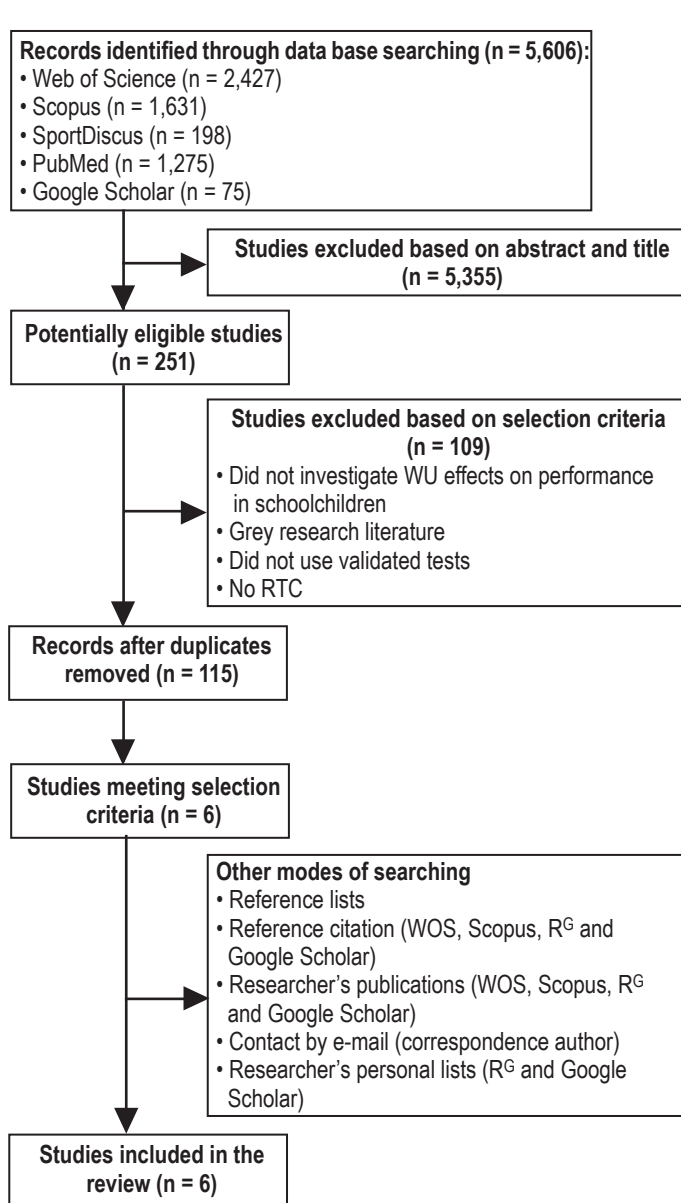 Records identified through data base searching (n = 5,606):
• Web of Science (n = 2,427)
• Scopus (n = 1,631)
• SportDiscus (n = 198)
• PubMed (n = 1,275)
• Google Scholar (n = 75)
Studies excluded based on abstract and title
(n = 5,355)
Potentially eligible studies
(n = 251)
Studies excluded based on selection criteria
(n = 109)
• Did not investigate WU effects on performance
in schoolchildren
• Grey research literature
• Did not use validated tests
• No RTC
Records after duplicates
removed (n = 115)
Studies meeting selection
criteria (n = 6)
Other modes of searching
• Reference lists
• Reference citation (WOS, Scopus, RG and
Google Scholar)
• Researcher's publications (WOS, Scopus, RG
and Google Scholar)
• Contact by e-mail (correspondence author)
• Researcher's personal lists (RG and Google
Scholar)
Studies included in the
review (n = 6)